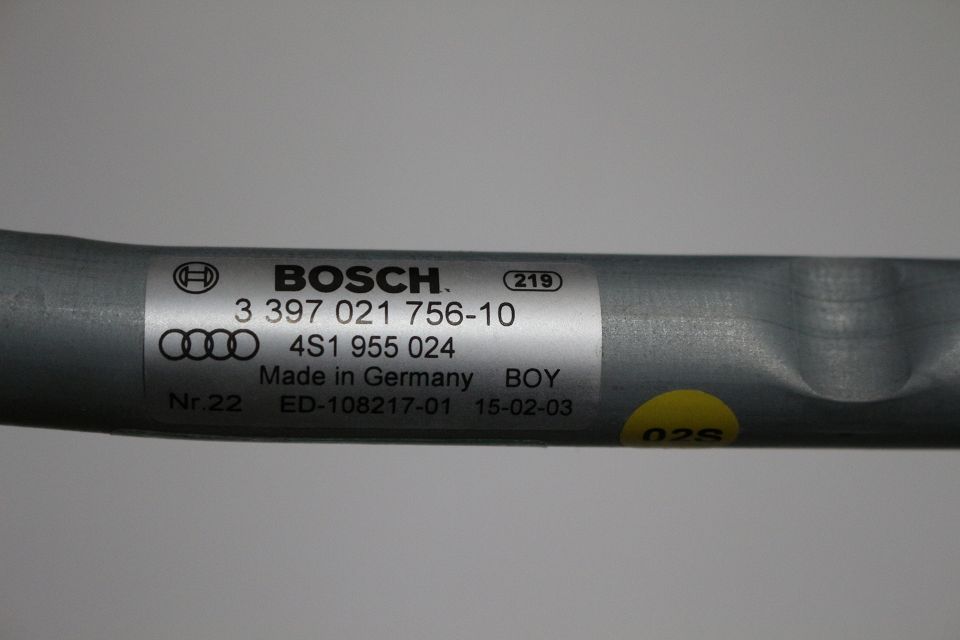 BOSCH 219
3 397 021 756-10
4S1 955 024
Made in Germany BOY
Nr.22 ED-108217-01 15-02-03
02S